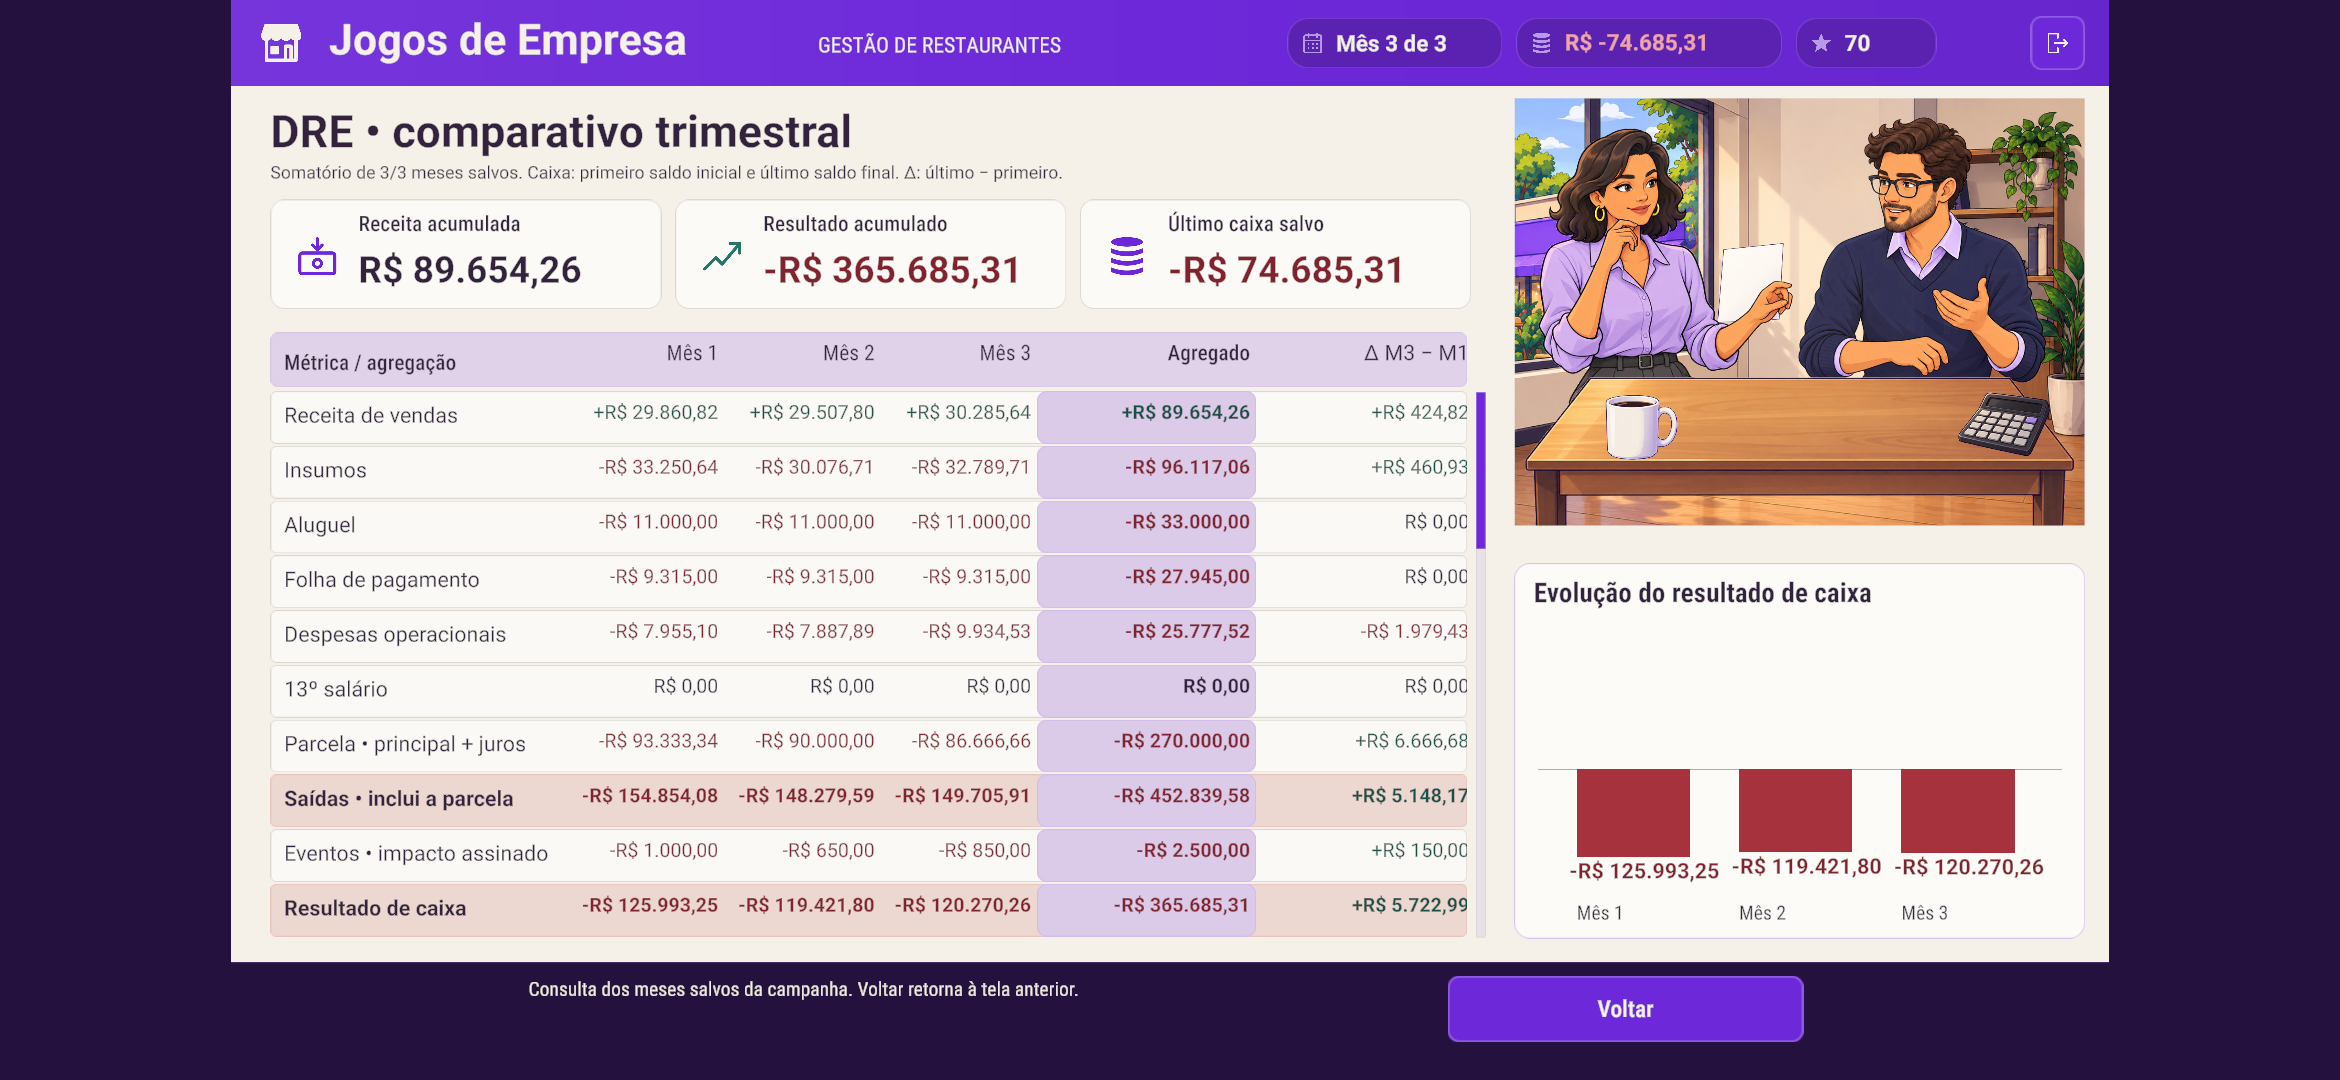 Jogos de Empresa
GESTÃO DE RESTAURANTES
Mês 3 de 3
R$ -74.685,31
70
DRE • comparativo trimestral
Somatório de 3/3 meses salvos. Caixa: primeiro saldo inicial e último saldo final. Δ: último − primeiro.
Receita acumulada
R$ 89.654,26
Resultado acumulado
-R$ 365.685,31
Último caixa salvo
-R$ 74.685,31
Métrica / agregação Mês 1 Mês 2 Mês 3 Agregado Δ M3 − M1
Receita de vendas +R$ 29.860,82 +R$ 29.507,80 +R$ 30.285,64 +R$ 89.654,26 +R$ 424,82
Insumos -R$ 33.250,64 -R$ 30.076,71 -R$ 32.789,71 -R$ 96.117,06 +R$ 460,93
Aluguel -R$ 11.000,00 -R$ 11.000,00 -R$ 11.000,00 -R$ 33.000,00 R$ 0,00
Folha de pagamento -R$ 9.315,00 -R$ 9.315,00 -R$ 9.315,00 -R$ 27.945,00 R$ 0,00
Despesas operacionais -R$ 7.955,10 -R$ 7.887,89 -R$ 9.934,53 -R$ 25.777,52 -R$ 1.979,43
13º salário R$ 0,00 R$ 0,00 R$ 0,00 R$ 0,00 R$ 0,00
Parcela • principal + juros -R$ 93.333,34 -R$ 90.000,00 -R$ 86.666,66 -R$ 270.000,00 +R$ 6.666,68
Saídas • inclui a parcela -R$ 154.854,08 -R$ 148.279,59 -R$ 149.705,91 -R$ 452.839,58 +R$ 5.148,17
Eventos • impacto assinado -R$ 1.000,00 -R$ 650,00 -R$ 850,00 -R$ 2.500,00 +R$ 150,00
Resultado de caixa -R$ 125.993,25 -R$ 119.421,80 -R$ 120.270,26 -R$ 365.685,31 +R$ 5.722,99
Evolução do resultado de caixa
-R$ 125.993,25 -R$ 119.421,80 -R$ 120.270,26
Mês 1 Mês 2 Mês 3
Consulta dos meses salvos da campanha. Voltar retorna à tela anterior.
Voltar